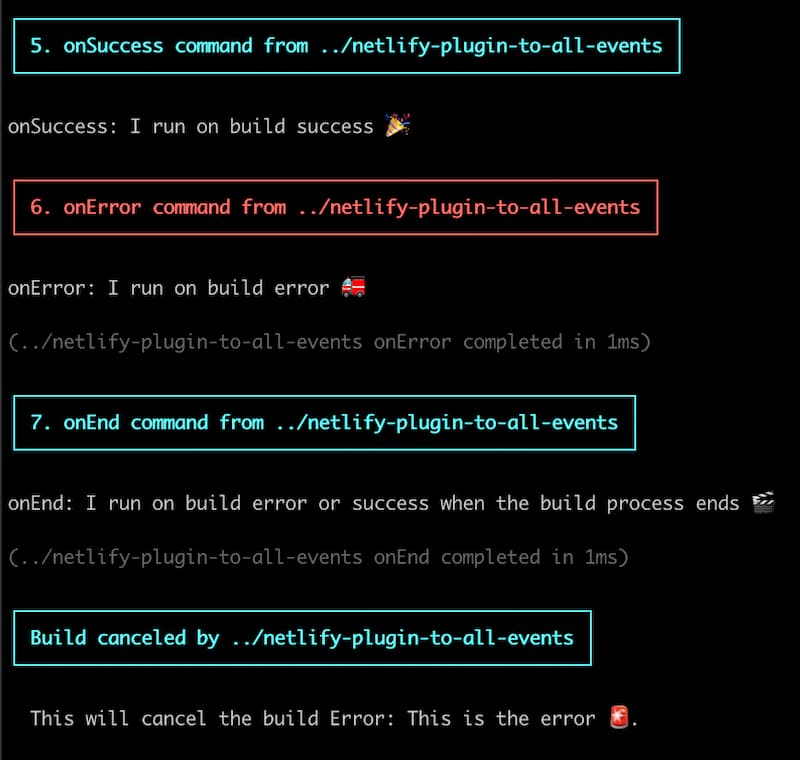 5. onSuccess command from ../netlify-plugin-to-all-events
onSuccess: I run on build success 🎉
6. onError command from ../netlify-plugin-to-all-events
onError: I run on build error 🚒
(../netlify-plugin-to-all-events onError completed in 1ms)
7. onEnd command from ../netlify-plugin-to-all-events
onEnd: I run on build error or success when the build process ends 🎬
(../netlify-plugin-to-all-events onEnd completed in 1ms)
Build canceled by ../netlify-plugin-to-all-events
This will cancel the build Error: This is the error 🚨.